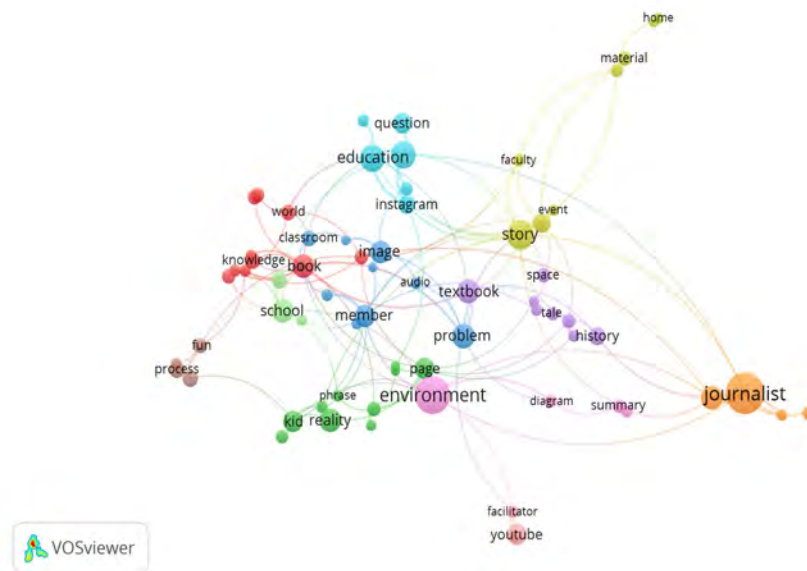 home
material
question
education
faculty
instagram
world
event
classroom
story
image
knowledge
book
space
audio
textbook
school
member
tale
problem
history
fun
process
page
phrase
environment
journalist
diagram
summary
kid
reality
facilitator
youtube
VOSviewer